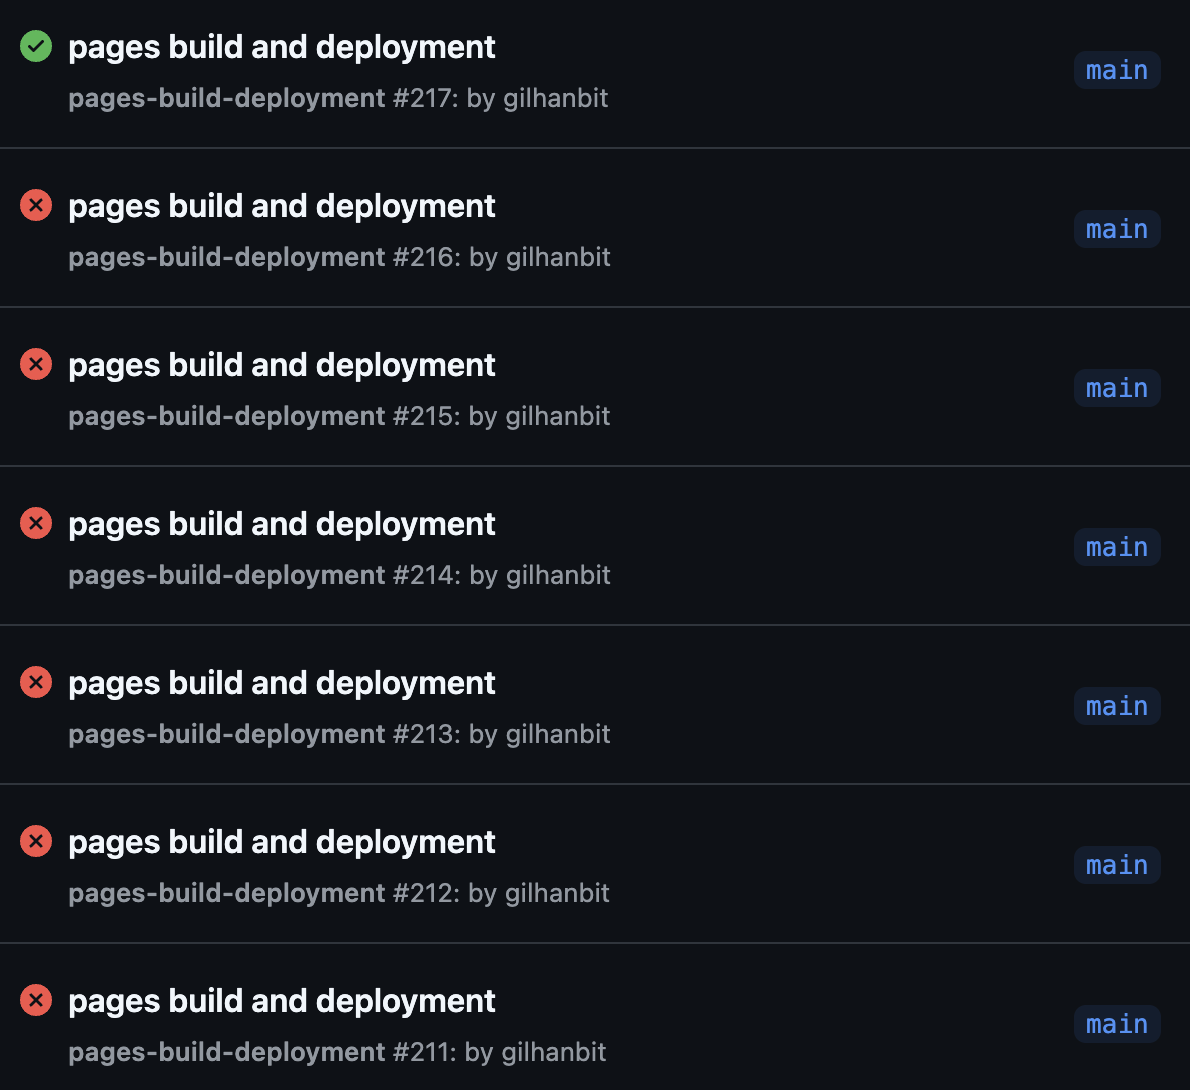 pages build and deployment
main
pages-build-deployment #217: by gilhanbit
pages build and deployment
main
pages-build-deployment #216: by gilhanbit
pages build and deployment
main
pages-build-deployment #215: by gilhanbit
pages build and deployment
main
pages-build-deployment #214: by gilhanbit
pages build and deployment
main
pages-build-deployment #213: by gilhanbit
pages build and deployment
main
pages-build-deployment #212: by gilhanbit
pages build and deployment
main
pages-build-deployment #211: by gilhanbit